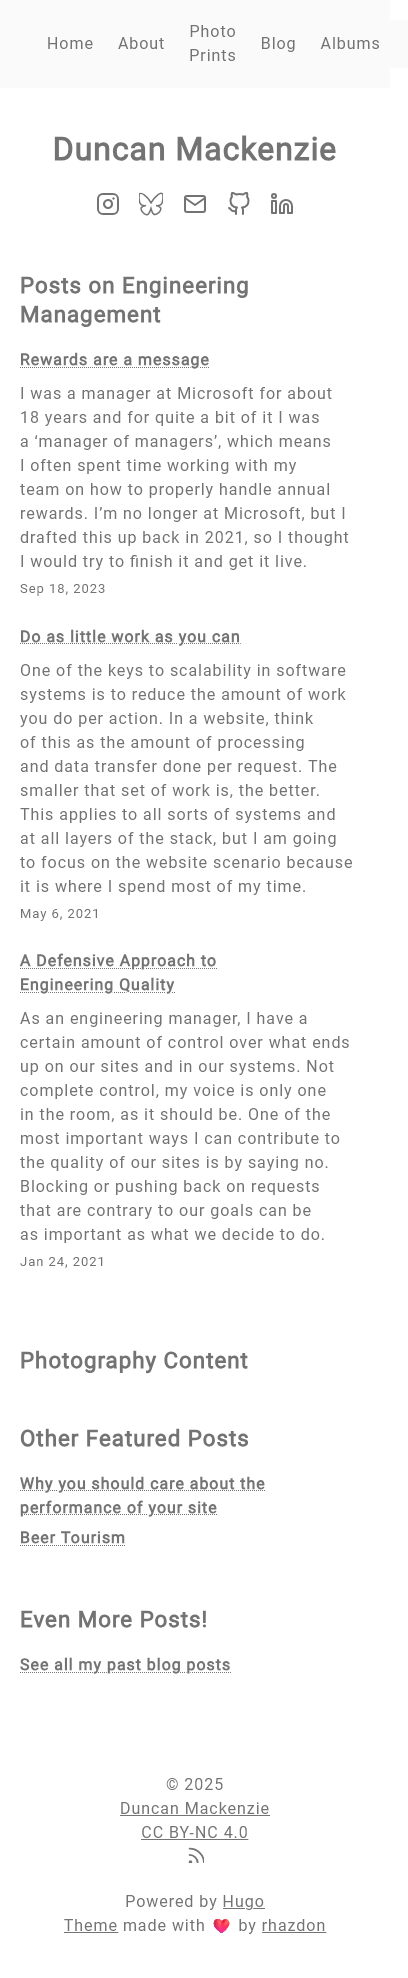 Home About Photo Prints Blog Albums
Duncan Mackenzie
Posts on Engineering
Management
Rewards are a message
I was a manager at Microsoft for about
18 years and for quite a bit of it I was
a ‘manager of managers’, which means
I often spent time working with my
team on how to properly handle annual
rewards. I’m no longer at Microsoft, but I
drafted this up back in 2021, so I thought
I would try to finish it and get it live.
Sep 18, 2023
Do as little work as you can
One of the keys to scalability in software
systems is to reduce the amount of work
you do per action. In a website, think
of this as the amount of processing
and data transfer done per request. The
smaller that set of work is, the better.
This applies to all sorts of systems and
at all layers of the stack, but I am going
to focus on the website scenario because
it is where I spend most of my time.
May 6, 2021
A Defensive Approach to
Engineering Quality
As an engineering manager, I have a
certain amount of control over what ends
up on our sites and in our systems. Not
complete control, my voice is only one
in the room, as it should be. One of the
most important ways I can contribute to
the quality of our sites is by saying no.
Blocking or pushing back on requests
that are contrary to our goals can be
as important as what we decide to do.
Jan 24, 2021
Photography Content
Other Featured Posts
Why you should care about the
performance of your site
Beer Tourism
Even More Posts!
See all my past blog posts
© 2025
Duncan Mackenzie
CC BY-NC 4.0
Powered by Hugo
Theme made with ❤ by rhazdon